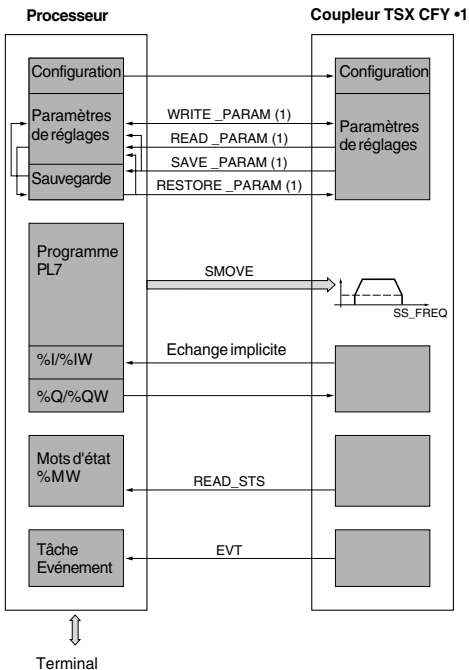 Processeur
Coupleur TSX CFY •1
Configuration
Configuration
Paramètres
de réglages
WRITE _PARAM (1)
READ _PARAM (1)
SAVE _PARAM (1)
RESTORE _PARAM (1)
Paramètres
de réglages
Sauvegarde
Programme
PL7
SMOVE
SS_FREQ
%I/%IW
Echange implicite
%Q/%QW
Mots d'état
%MW
READ_STS
Tâche
Evénement
EVT
Terminal